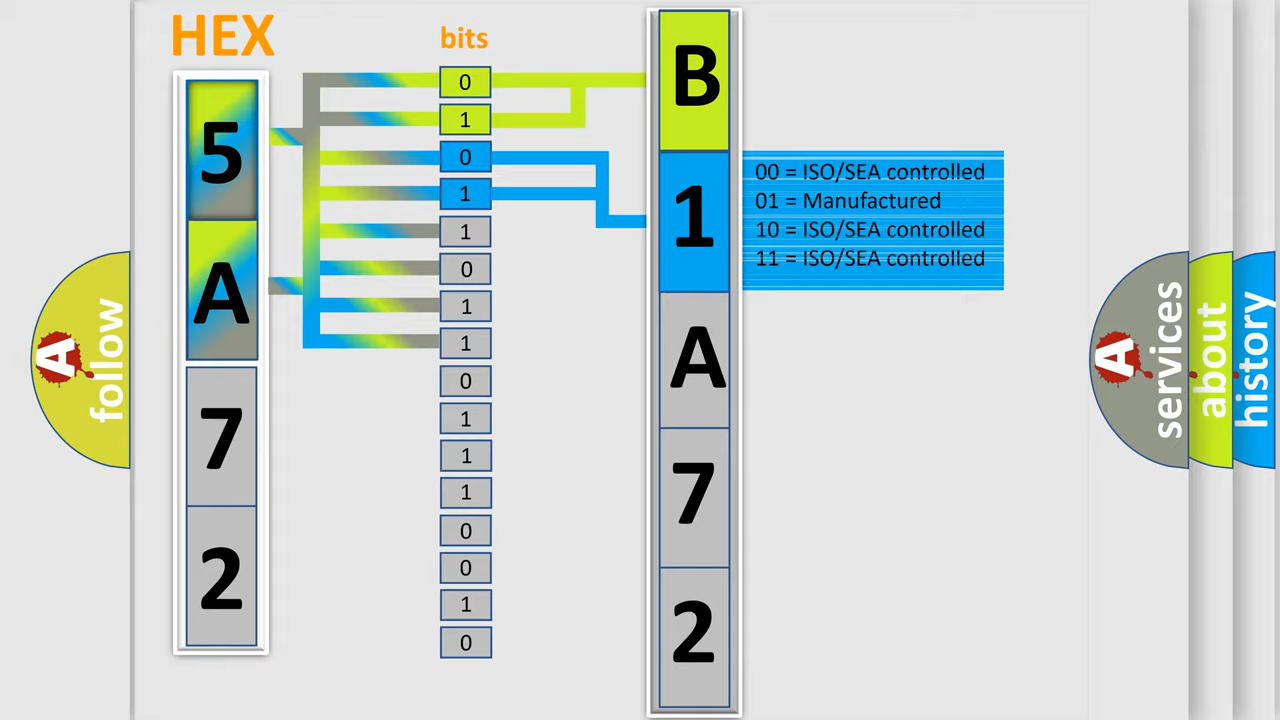 HEX
bits
5
A
7
2
0
1
0
1
1
0
1
1
0
1
1
1
0
0
1
0
B
1
A
7
2
00 = ISO/SEA controlled
01 = Manufactured
10 = ISO/SEA controlled
11 = ISO/SEA controlled
A
follow
A
services
about
history